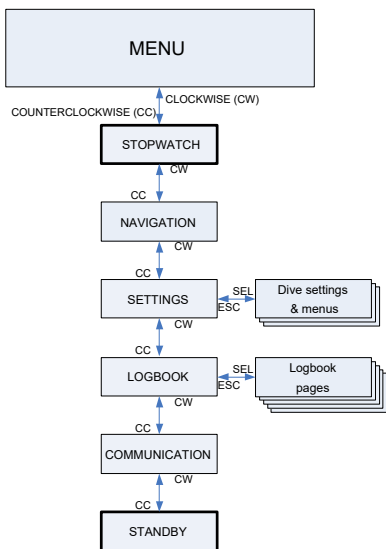 MENU
CLOCKWISE (CW)
COUNTERCLOCKWISE (CC)
STOPWATCH
CW
CC
NAVIGATION
CW
CC
SETTINGS
SEL
ESC
Dive settings
& menus
CW
CC
LOGBOOK
SEL
ESC
Logbook
pages
CW
CC
COMMUNICATION
CW
CC
STANDBY